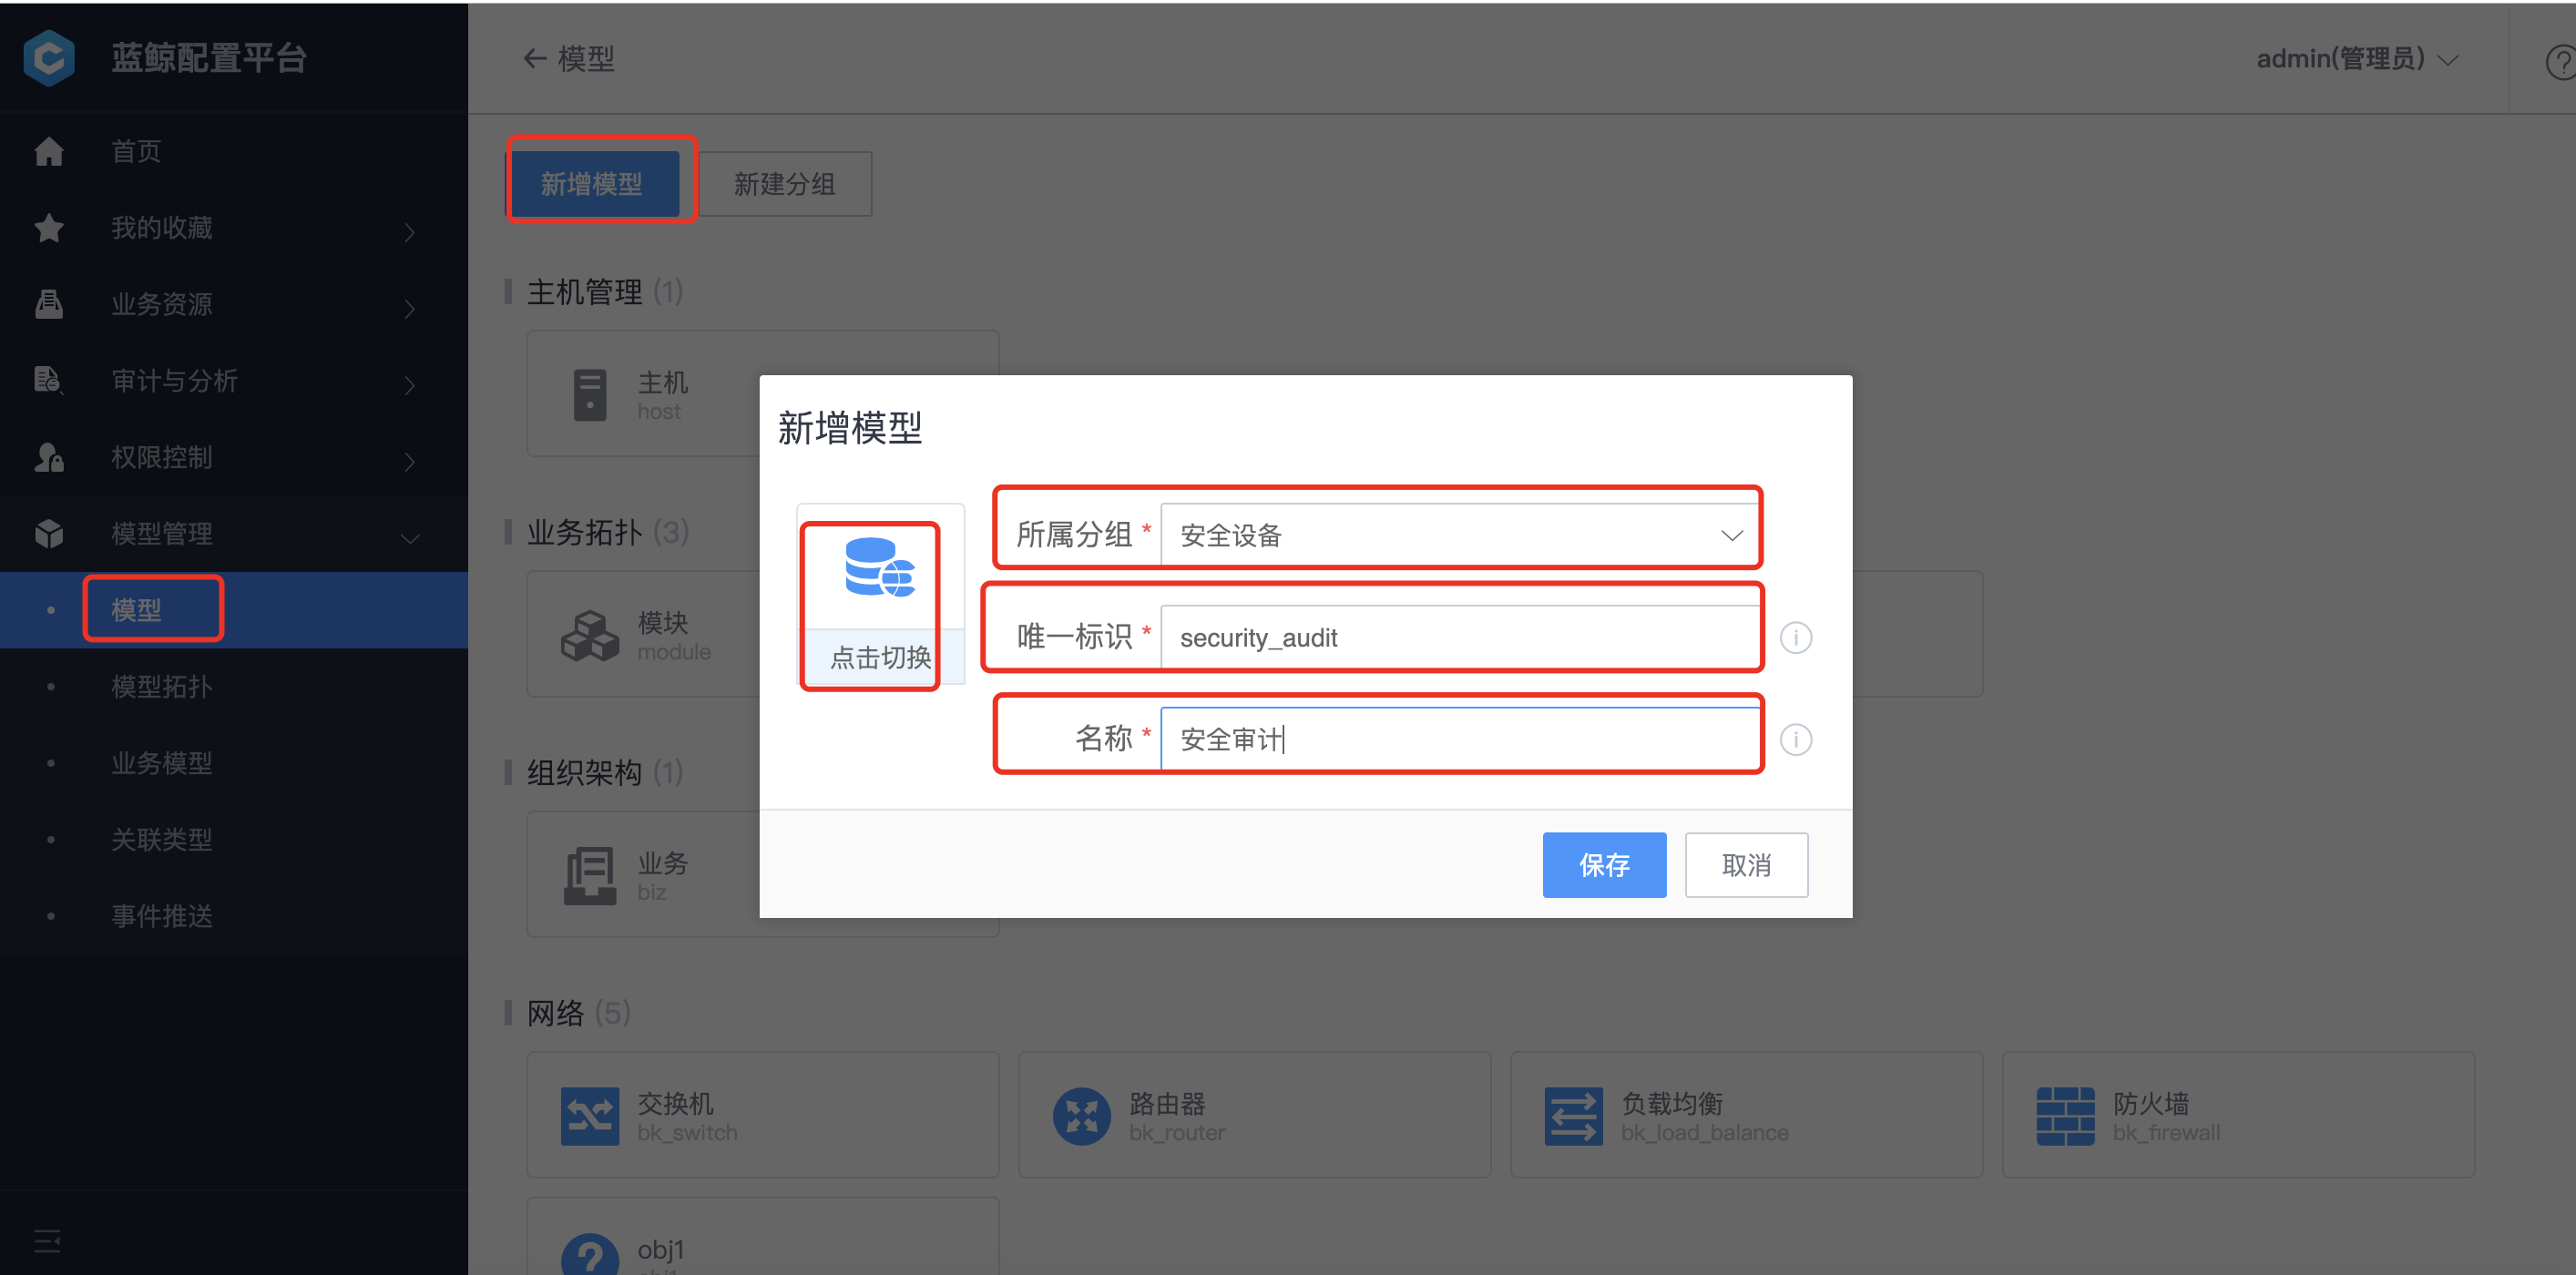 蓝鲸配置平台
首页
我的收藏
业务资源
审计与分析
权限控制
模型管理
模型
模型拓扑
业务模型
关联类型
事件推送
模型
admin(管理员)
新增模型
新建分组
主机管理 (1)
主机
host
业务拓扑 (3)
模块
module
组织架构 (1)
业务
biz
网络 (5)
交换机
bk_switch
路由器
bk_router
负载均衡
bk_load_balance
防火墙
bk_firewall
obj1
新增模型
点击切换
所属分组 * 安全设备
唯一标识 * security_audit
名称 * 安全审计
保存
取消